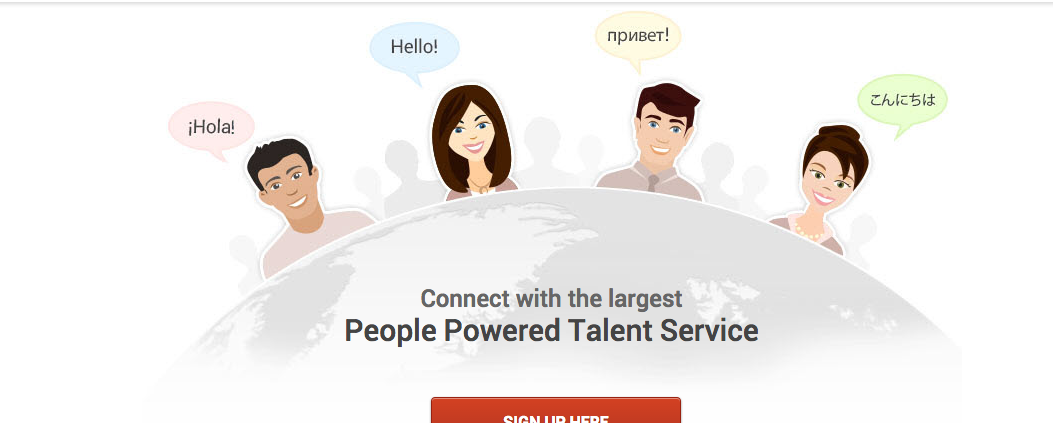 Hello!
привет!
こんにちは
¡Hola!
Connect with the largest
People Powered Talent Service
SIGN UP HERE